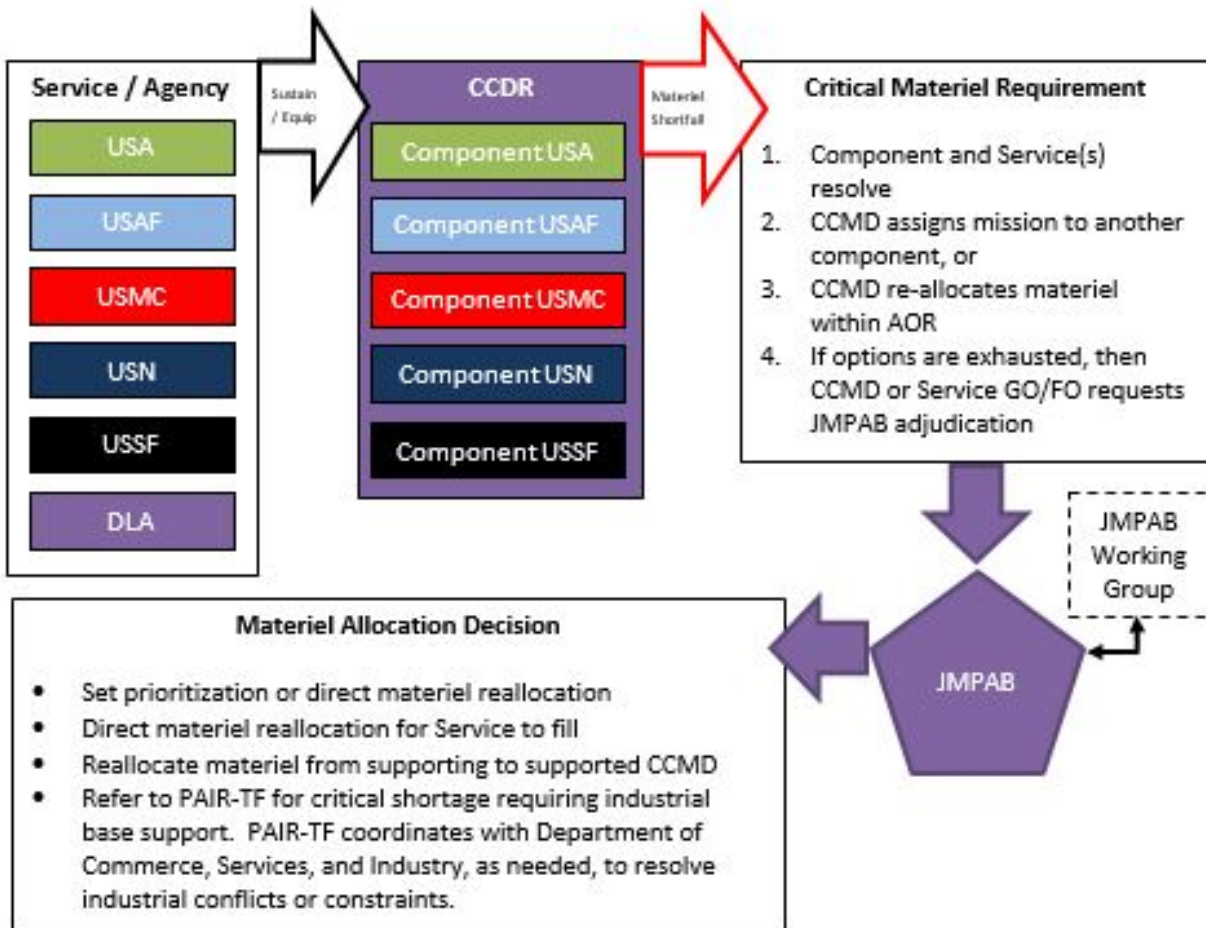 Service / Agency
USA
USAF
USMC
USN
USSF
DLA
Sustain
/ Equip
CCDR
Component USA
Component USAF
Component USMC
Component USN
Component USSF
Materiel
Shortfall
Critical Materiel Requirement
1. Component and Service(s)
resolve
2. CCMD assigns mission to another
component, or
3. CCMD re-allocates materiel
within AOR
4. If options are exhausted, then
CCMD or Service GO/FO requests
JMPAB adjudication
JMPAB
Working
Group
JMPAB
Materiel Allocation Decision
• Set prioritization or direct materiel reallocation
• Direct materiel reallocation for Service to fill
• Reallocate materiel from supporting to supported CCMD
• Refer to PAIR-TF for critical shortage requiring industrial
base support. PAIR-TF coordinates with Department of
Commerce, Services, and Industry, as needed, to resolve
industrial conflicts or constraints.